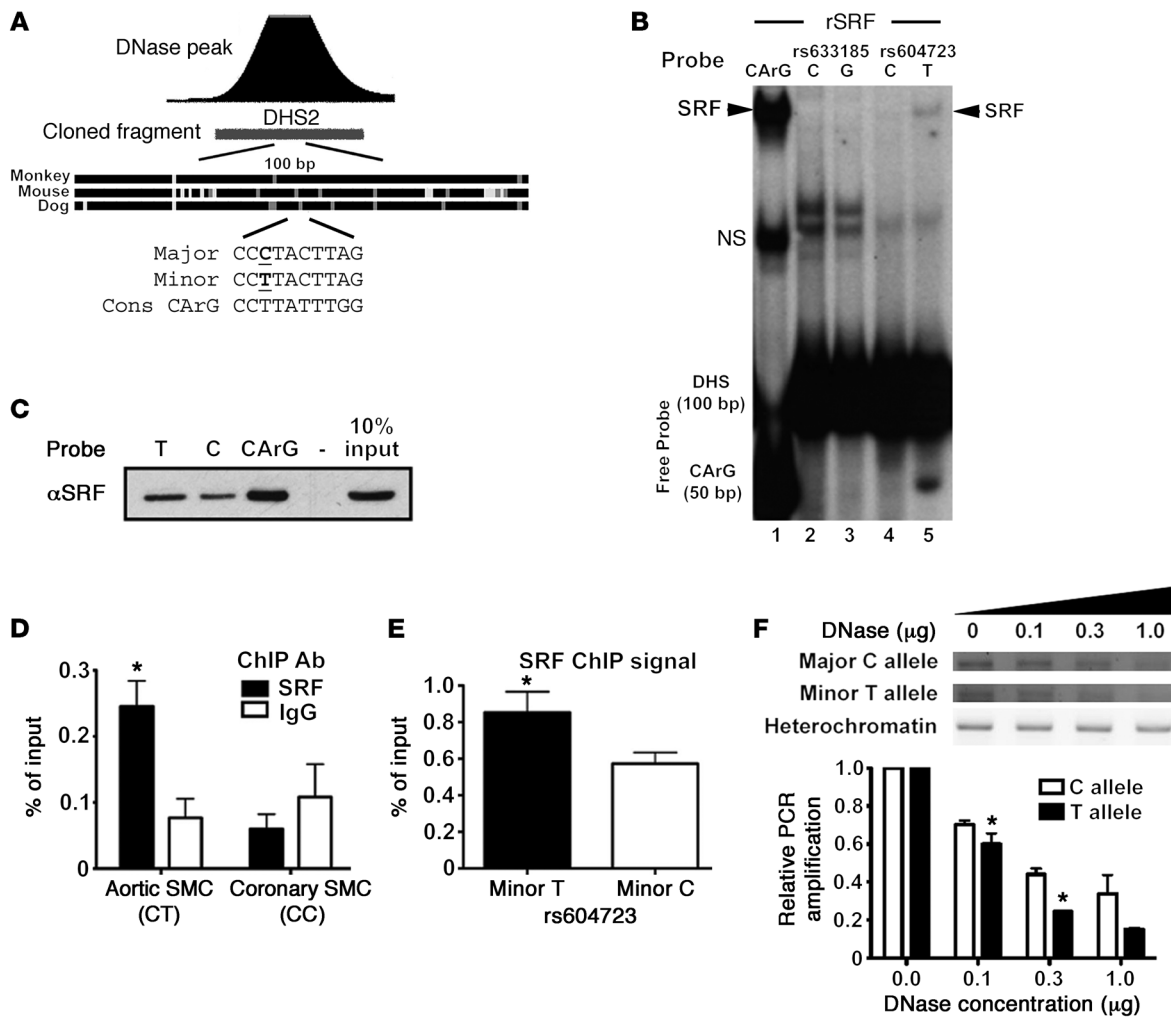 A
DNase peak
Cloned fragment
DHS2
100 bp
Monkey
Mouse
Dog
Major CCCTACTTAG
Minor CCTTACTTAG
Cons CArG CCTTATTTGG
B
rSRF
Probe
rs633185 rs604723
CArG C G C T
SRF
SRF
NS
DHS
(100 bp)
Free Probe
CArG
(50 bp)
1 2 3 4 5
C
Probe T C CArG - 10% input
αSRF
D
ChIP Ab
SRF
IgG
*
% of input
0.3
0.2
0.1
0
Aortic SMC (CT)
Coronary SMC (CC)
E
SRF ChIP signal
*
% of input
1.0
0.8
0.6
0.4
0.2
0
Minor T Minor C
rs604723
F
DNase (μg) 0 0.1 0.3 1.0
Major C allele
Minor T allele
Heterochromatin
C allele
T allele
*
*
Relative PCR amplification
1.0
0.8
0.6
0.4
0.2
0
0.0 0.1 0.3 1.0
DNase concentration (μg)